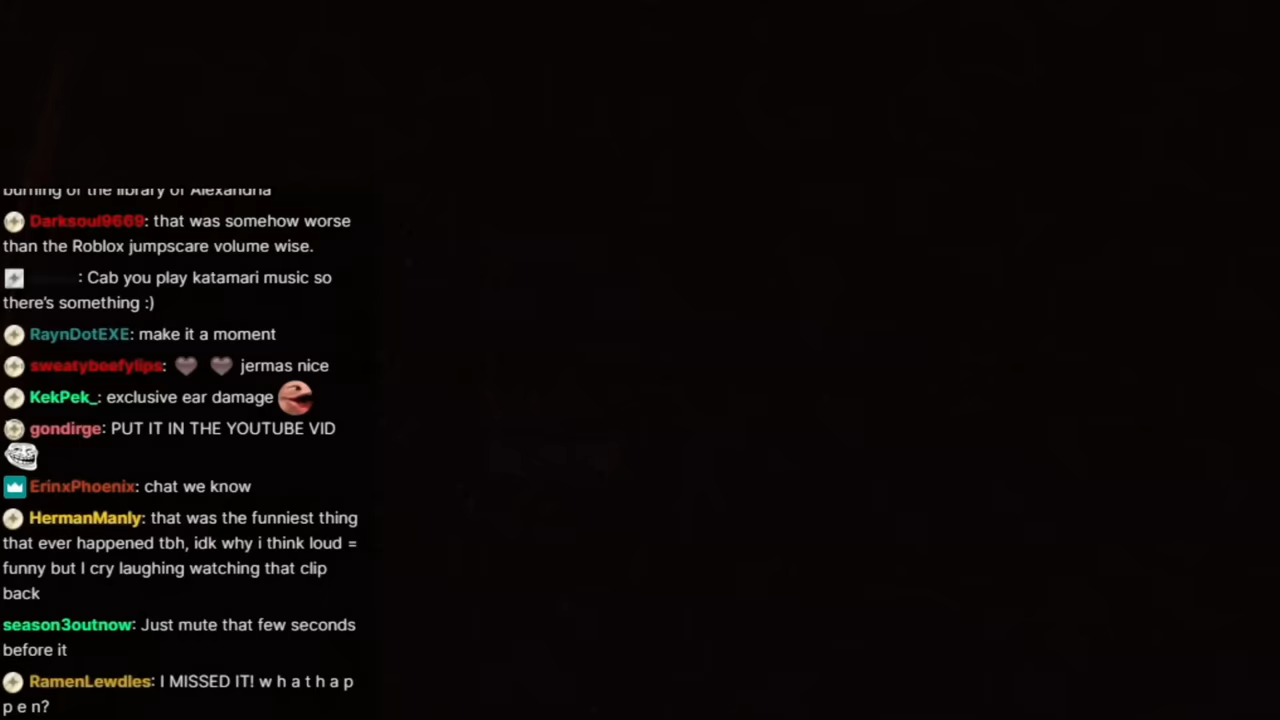 burning of the library of Alexandria
Darksoul9669: that was somehow worse
than the Roblox jumpscare volume wise.
: Cab you play katamari music so
there's something :)
RaynDotEXE: make it a moment
sweatybeefylips: jermas nice
KekPek_: exclusive ear damage
gondirge: PUT IT IN THE YOUTUBE VID
ErinxPhoenix: chat we know
HermanManly: that was the funniest thing
that ever happened tbh, idk why i think loud =
funny but I cry laughing watching that clip
back
season3outnow: Just mute that few seconds
before it
RamenLewdles: I MISSED IT! w h a t h a p
p e n?